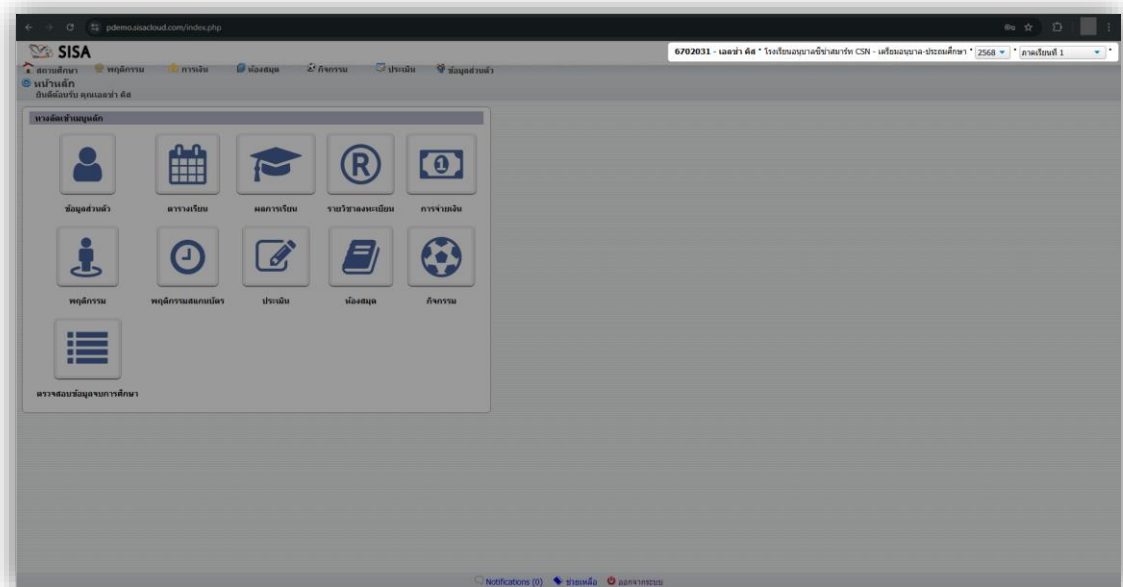 pdemo.sisacloud.com/index.php
SISA
6702031 - เอลซ่า คิส * โรงเรียนอนุบาลซิซ่าสมาร์ท CSN - เตรียมอนุบาล-ประถมศึกษา * 2568 * ภาคเรียนที่ 1 *
สถานศึกษา พฤติกรรม การเงิน ห้องสมุด กิจกรรม ประเมิน ข้อมูลส่วนตัว
หน้าหลัก
ยินดีต้อนรับ คุณเอลซ่า คิส
ทางลัดเข้าเมนูหลัก
ข้อมูลส่วนตัว ตารางเรียน ผลการเรียน รายวิชาลงทะเบียน การจ่ายเงิน
พฤติกรรม พฤติกรรมสแกนบัตร ประเมิน ห้องสมุด กิจกรรม
ตรวจสอบข้อมูลจบการศึกษา
Notifications (0) ช่วยเหลือ ออกจากระบบ